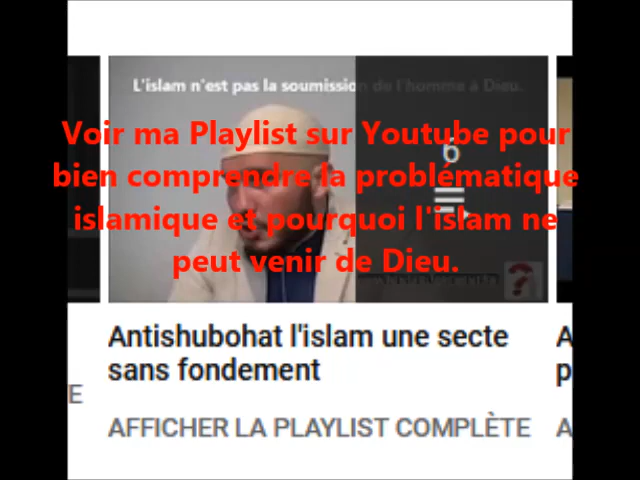 L'islam n'est pas la soumission de l'homme à Dieu.
Voir ma Playlist sur Youtube pour
bien comprendre la problématique
islamique et pourquoi l'islam ne
peut venir de Dieu.
6
?
Antishubohat l'islam une secte
sans fondement
AFFICHER LA PLAYLIST COMPLÈTE
E
A
p
A